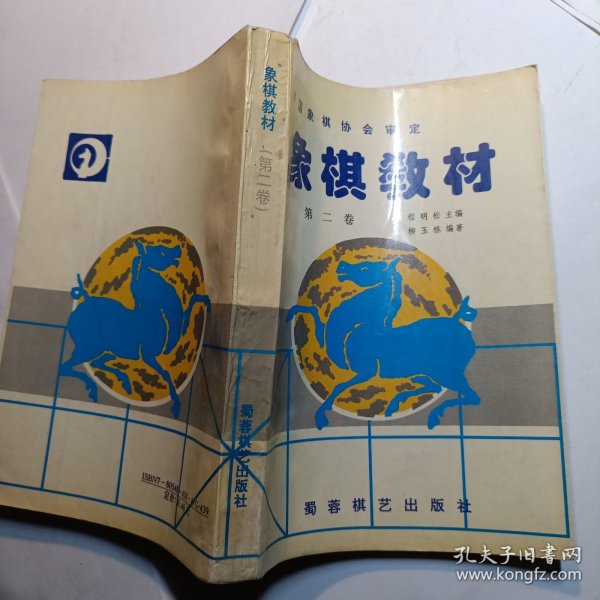 国象棋协会审定
象棋教材
第二卷
程明松主编
柳玉栋编著
蜀蓉棋艺出版社
象棋教材
(第二卷)
蜀蓉棋艺出版社
孔夫子旧书网
www.kongfz.com